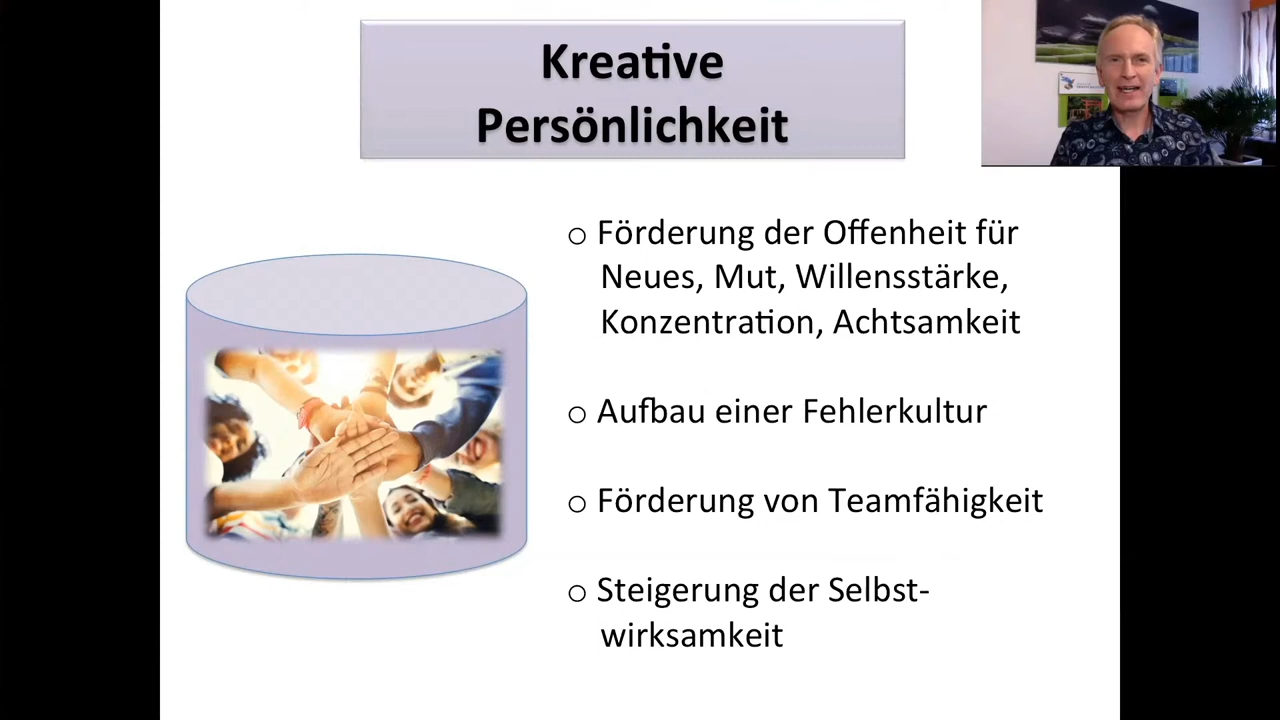 Kreative
Persönlichkeit
o Förderung der Offenheit für
Neues, Mut, Willensstärke,
Konzentration, Achtsamkeit
o Aufbau einer Fehlerkultur
o Förderung von Teamfähigkeit
o Steigerung der Selbst-
wirksamkeit